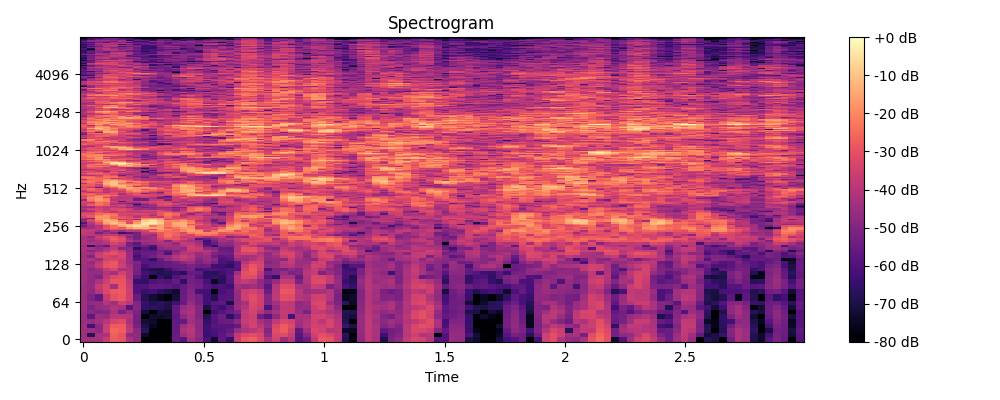 Spectrogram
Hz
4096
2048
1024
512
256
128
64
0
0
0.5
1
1.5
2
2.5
Time
+0 dB
-10 dB
-20 dB
-30 dB
-40 dB
-50 dB
-60 dB
-70 dB
-80 dB